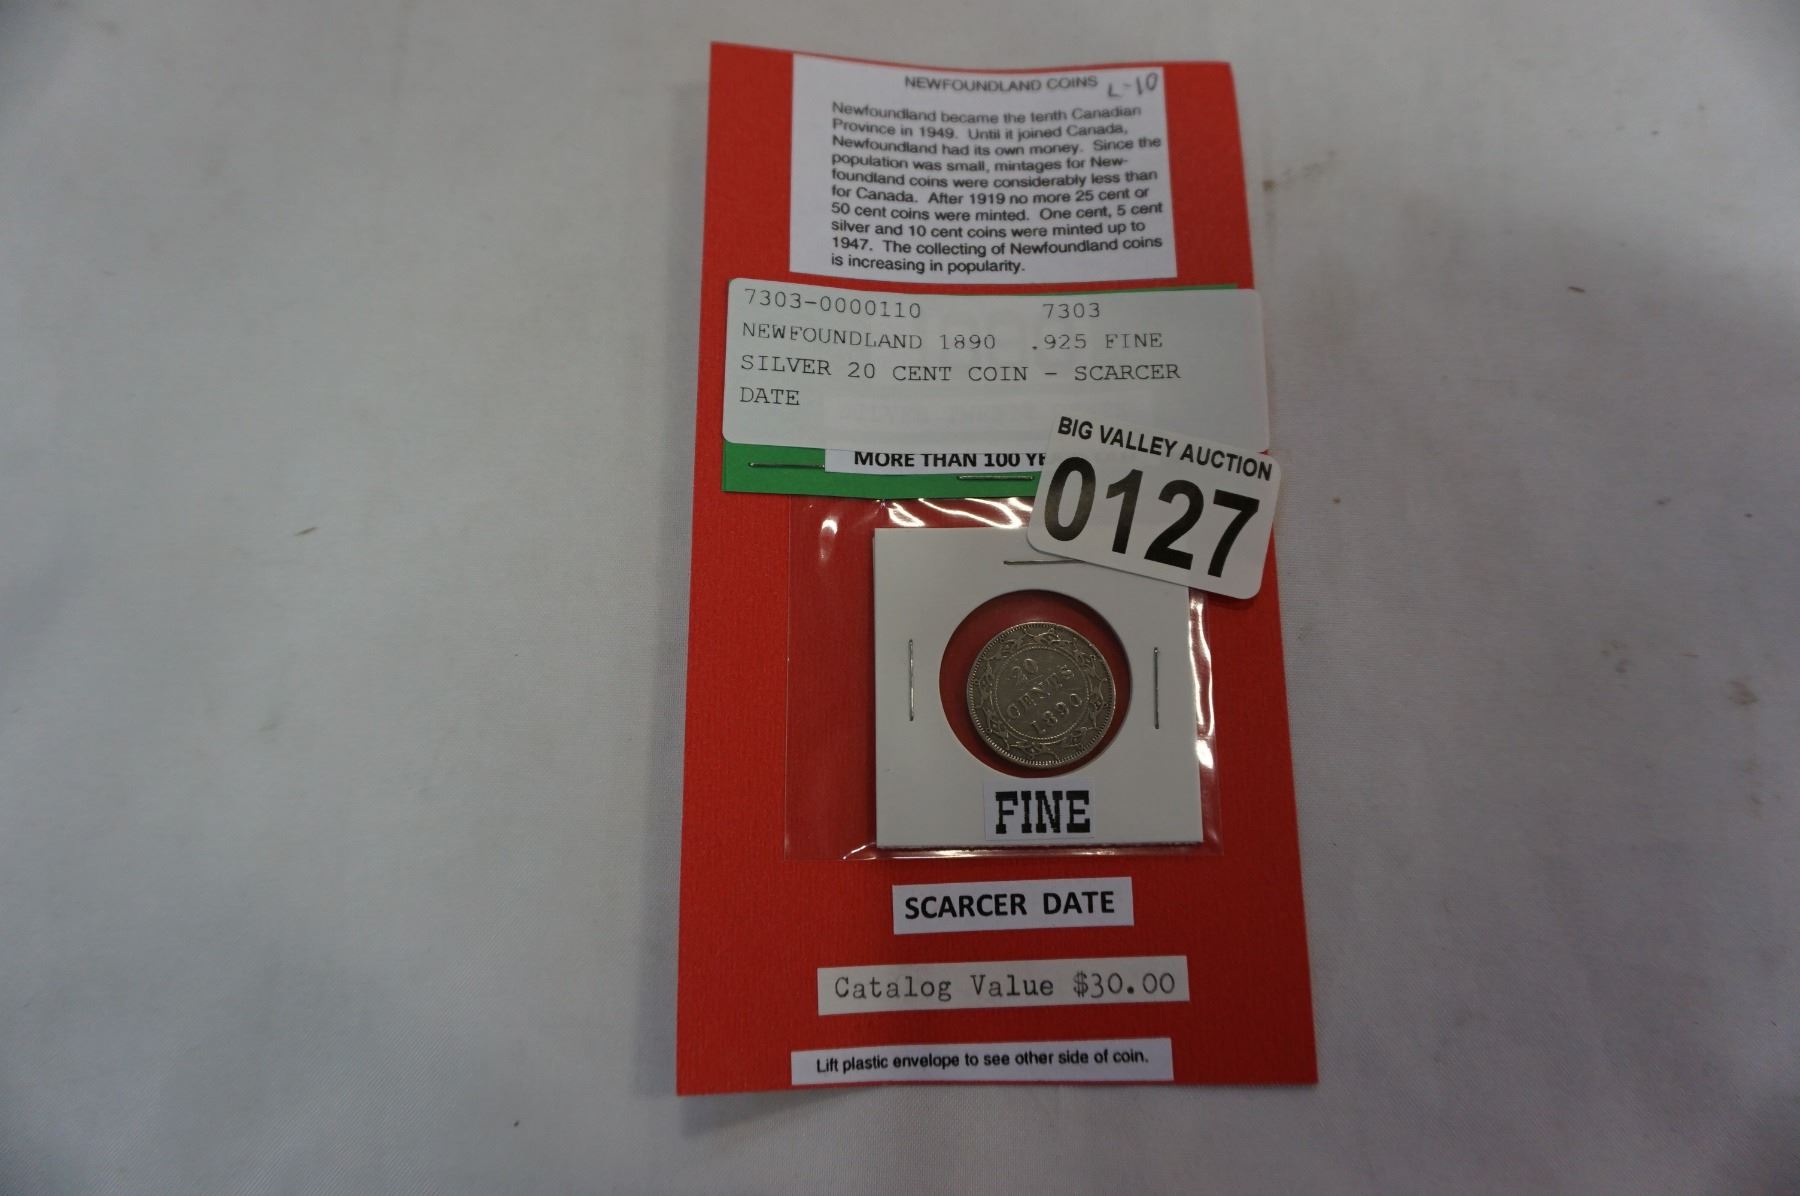 NEWFOUNDLAND COINS L-10
Newfoundland became the tenth Canadian
Province in 1949. Until it joined Canada,
Newfoundland had its own money. Since the
population was small, mintages for New-
foundland coins were considerably less than
for Canada. After 1919 no more 25 cent or
50 cent coins were minted. One cent, 5 cent
silver and 10 cent coins were minted up to
1947. The collecting of Newfoundland coins
is increasing in popularity.
7303-0000110 7303
NEWFOUNDLAND 1890 .925 FINE
SILVER 20 CENT COIN - SCARCER
DATE
MORE THAN 100
BIG VALLEY AUCTION
0127
20
CENTS
1890
FINE
SCARCER DATE
Catalog Value $30.00
Lift plastic envelope to see other side of coin.